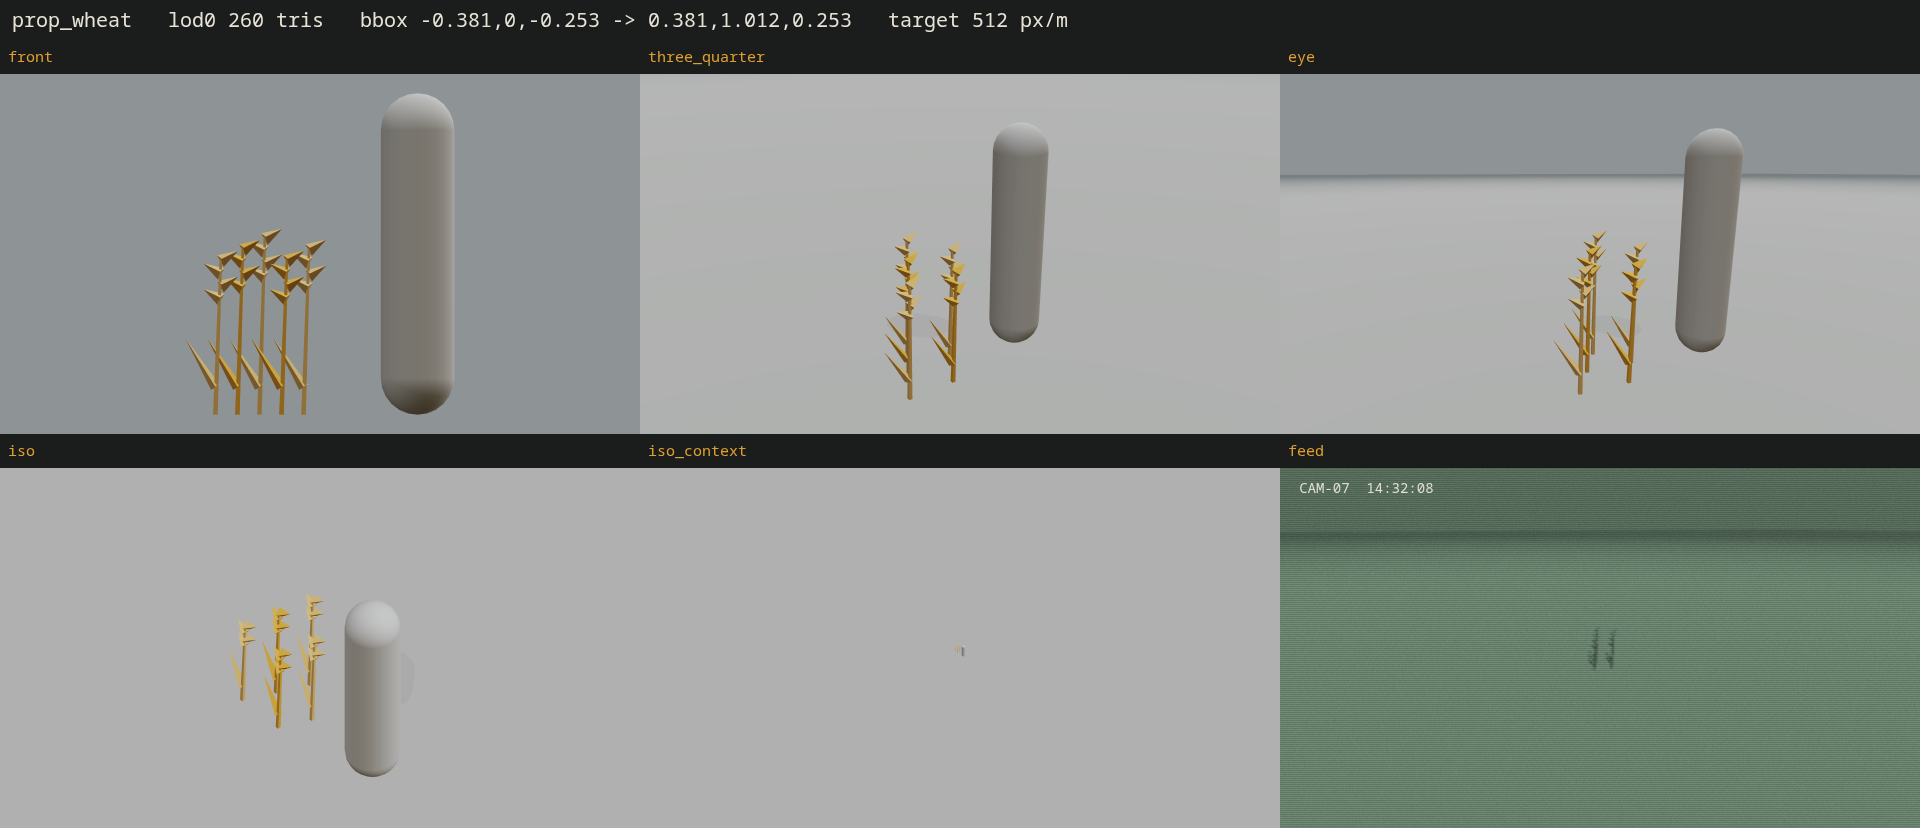 prop_wheat   lod0 260 tris   bbox -0.381,0,-0.253 -> 0.381,1.012,0.253   target 512 px/m
front
three_quarter
eye
iso
iso_context
feed
CAM-07  14:32:08